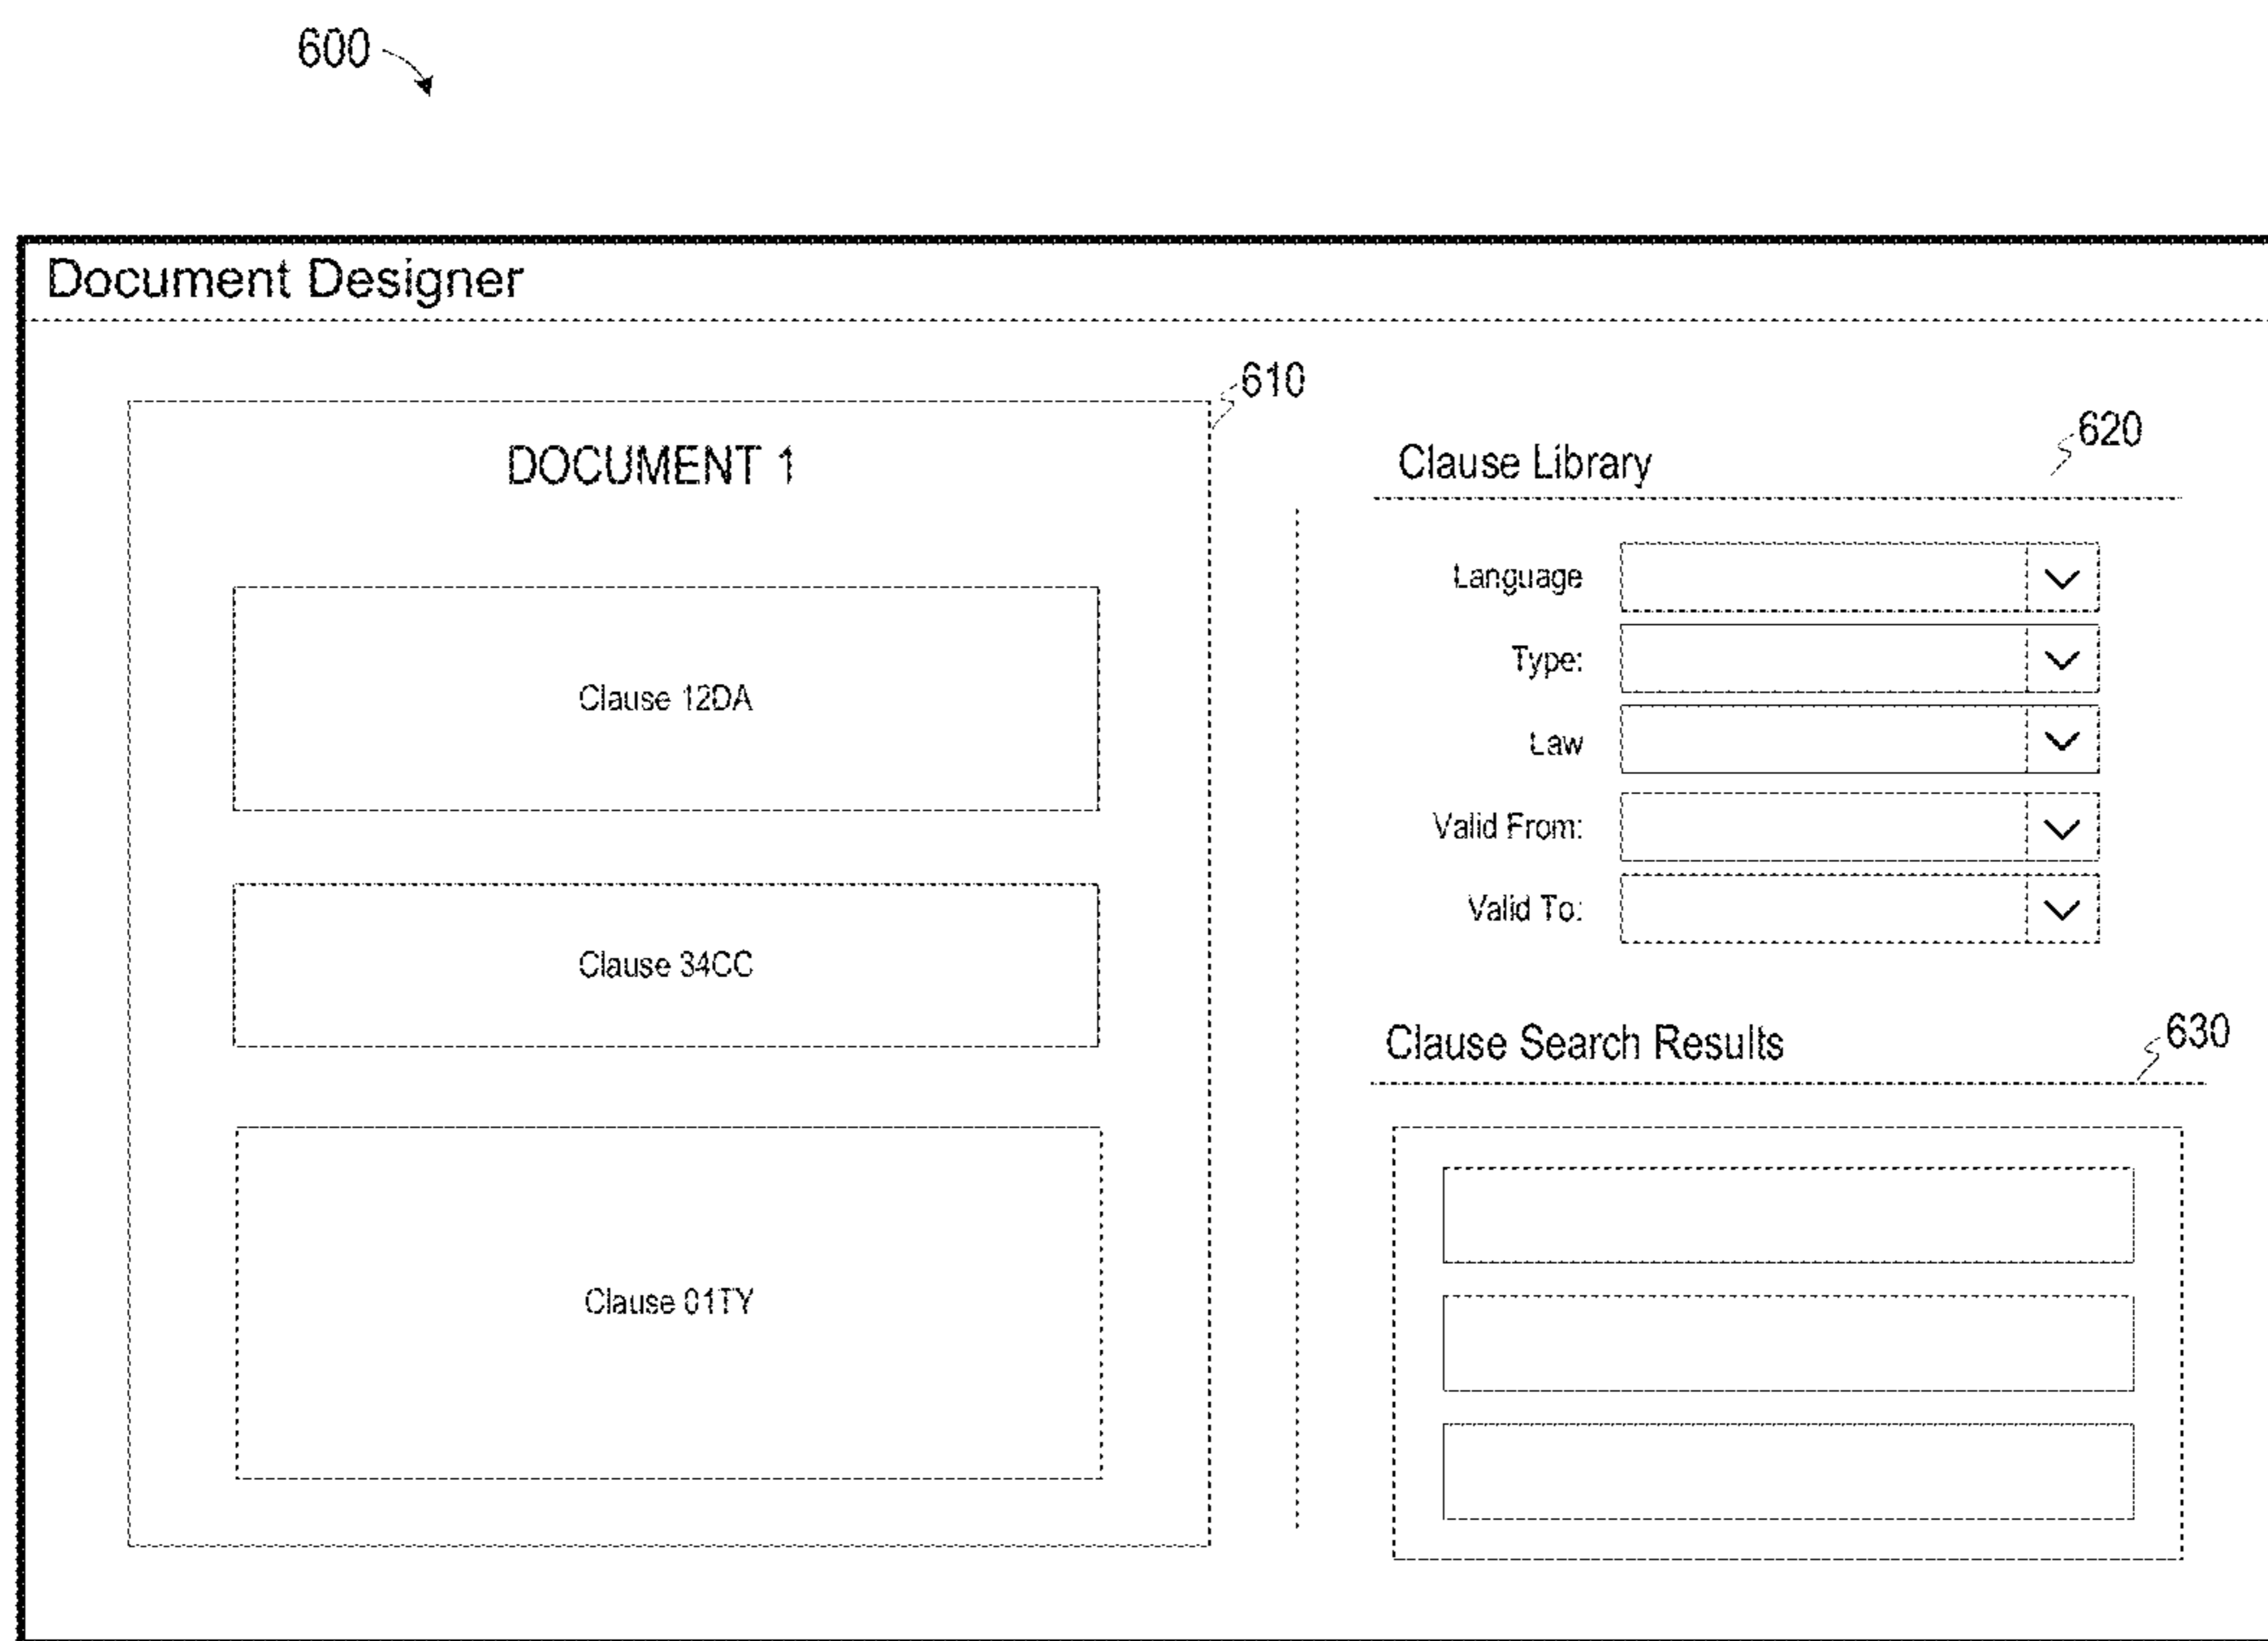 600
Document Designer
610
DOCUMENT 1
Clause 12DA
Clause 34CC
Clause 01TY
620
Clause Library
Language
Type:
Law
Valid From:
Valid To:
630
Clause Search Results